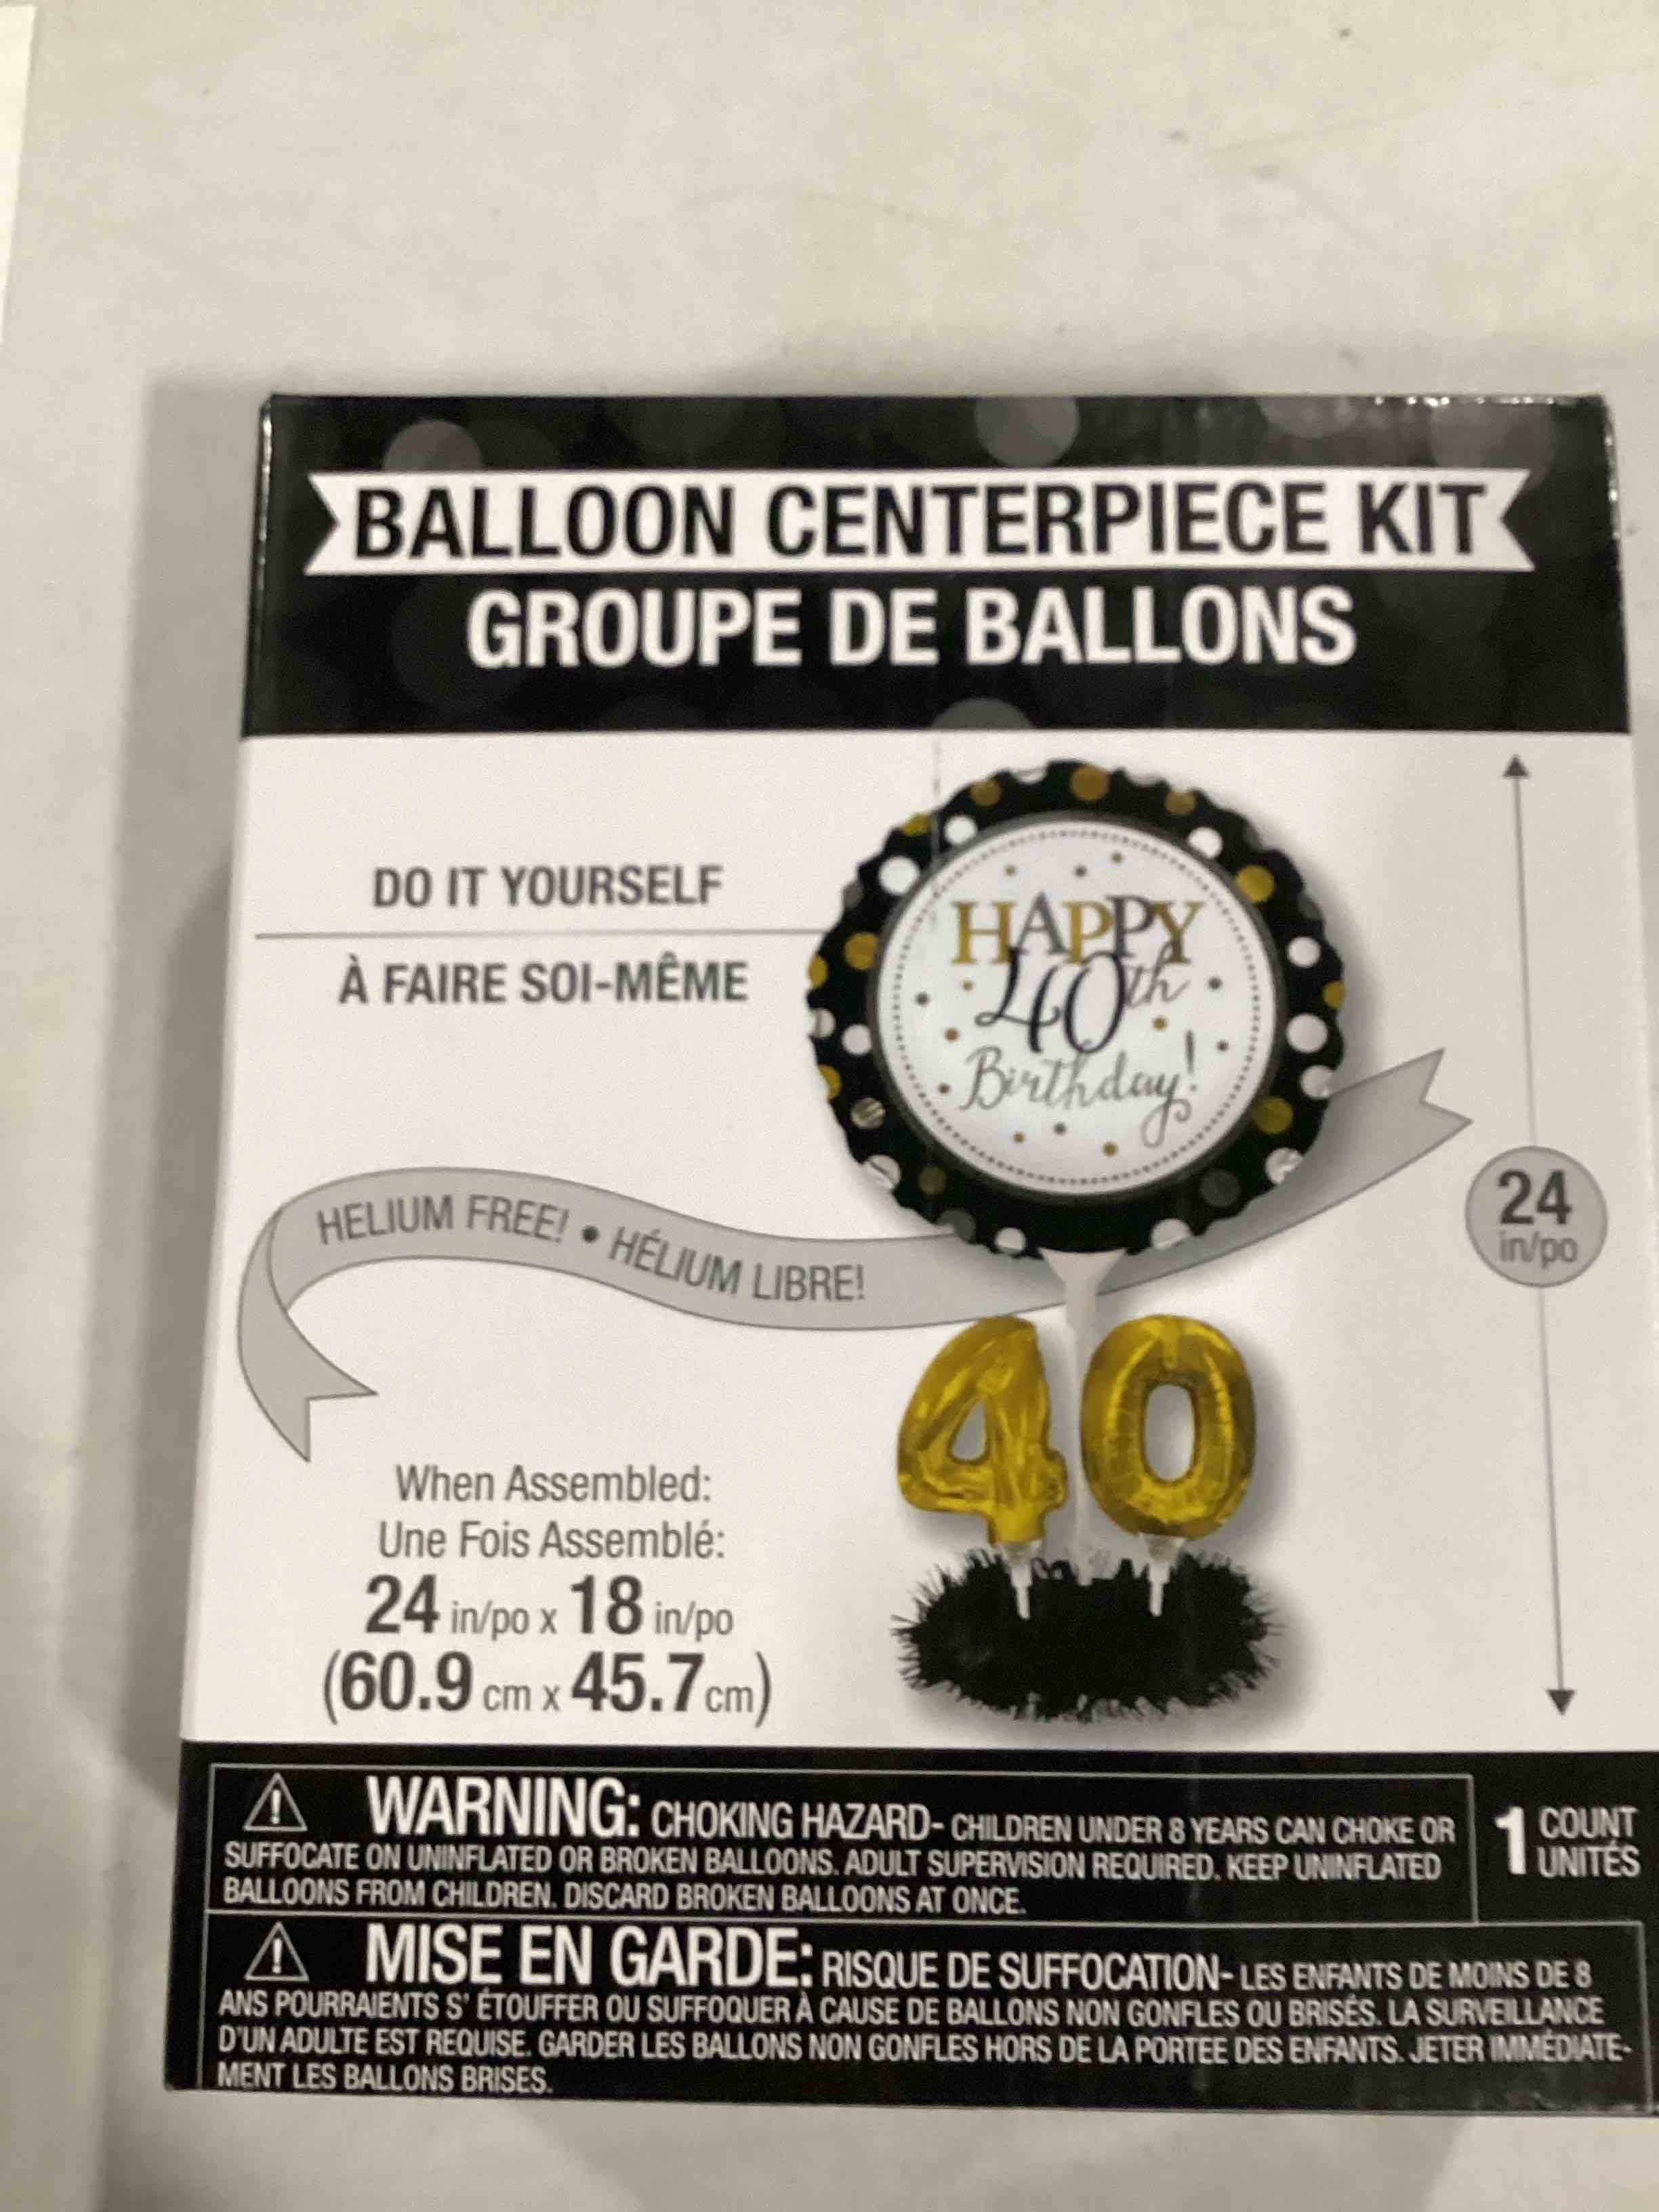 BALLOON CENTERPIECE KIT
GROUPE DE BALLONS
DO IT YOURSELF
À FAIRE SOI-MÊME
HAPPY
40th
Birthday!
HELIUM FREE! • HÉLIUM LIBRE!
24
in/po
40
When Assembled:
Une Fois Assemblé:
24 in/po x 18 in/po
(60.9 cm x 45.7 cm)
WARNING: CHOKING HAZARD- CHILDREN UNDER 8 YEARS CAN CHOKE OR
SUFFOCATE ON UNINFLATED OR BROKEN BALLOONS. ADULT SUPERVISION REQUIRED. KEEP UNINFLATED
BALLOONS FROM CHILDREN. DISCARD BROKEN BALLOONS AT ONCE.
1 COUNT
UNITÉS
MISE EN GARDE: RISQUE DE SUFFOCATION- LES ENFANTS DE MOINS DE 8
ANS POURRAIENTS S' ÉTOUFFER OU SUFFOQUER À CAUSE DE BALLONS NON GONFLES OU BRISÉS. LA SURVEILLANCE
D'UN ADULTE EST REQUISE. GARDER LES BALLONS NON GONFLES HORS DE LA PORTEE DES ENFANTS. JETER IMMÉDIATE-
MENT LES BALLONS BRISES.